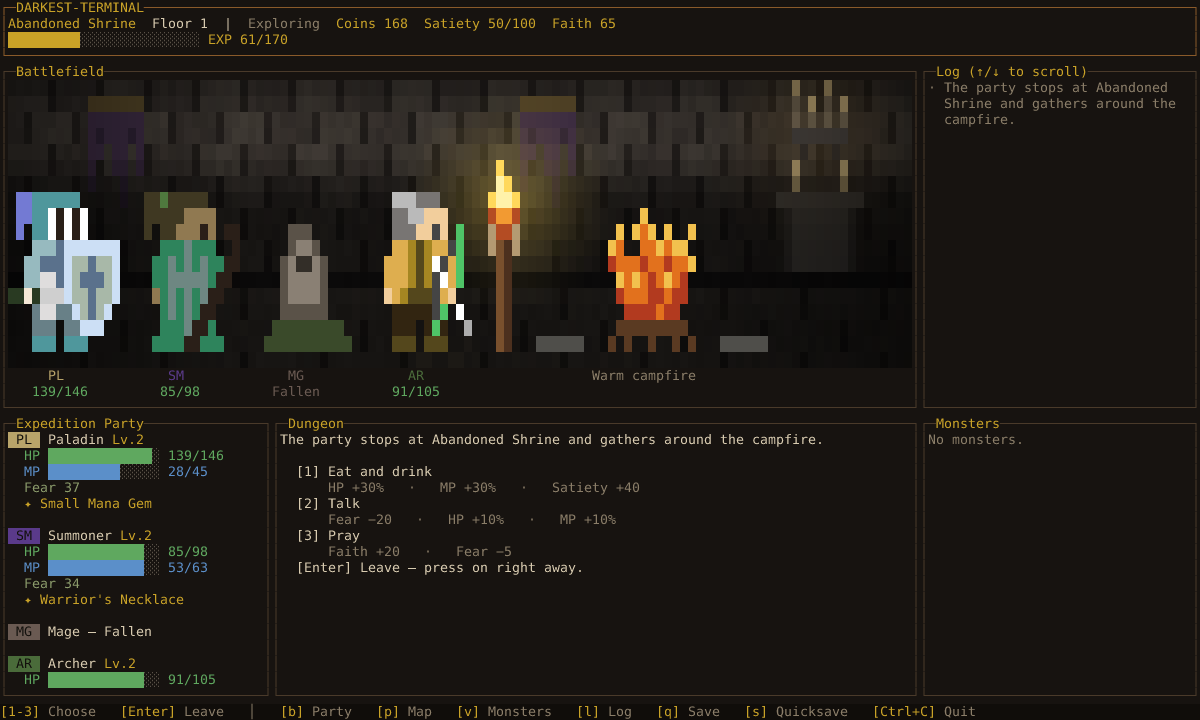 DARKEST-TERMINAL
Abandoned Shrine  Floor 1  |  Exploring  Coins 168  Satiety 50/100  Faith 65
EXP 61/170
Battlefield
PL  SM  MG  AR  Warm campfire
139/146  85/98  Fallen  91/105
Log (↑/↓ to scroll)
· The party stops at Abandoned
Shrine and gathers around the
campfire.
Expedition Party
PL Paladin Lv.2
HP 139/146
MP 28/45
Fear 37
✦ Small Mana Gem
SM Summoner Lv.2
HP 85/98
MP 53/63
Fear 34
✦ Warrior's Necklace
MG Mage — Fallen
AR Archer Lv.2
HP 91/105
Dungeon
The party stops at Abandoned Shrine and gathers around the campfire.
[1] Eat and drink
HP +30%  ·  MP +30%  ·  Satiety +40
[2] Talk
Fear −20  ·  HP +10%  ·  MP +10%
[3] Pray
Faith +20  ·  Fear −5
[Enter] Leave — press on right away.
Monsters
No monsters.
[1-3] Choose  [Enter] Leave  │  [b] Party  [p] Map  [v] Monsters  [l] Log  [q] Save  [s] Quicksave  [Ctrl+C] Quit